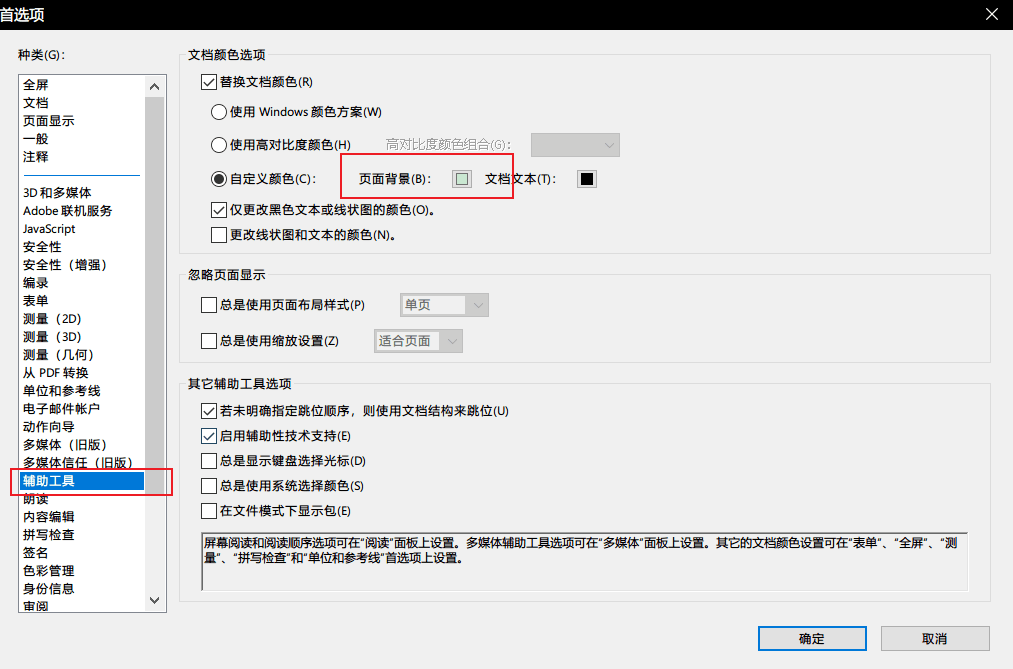 首选项
种类(G):
全屏
文档
页面显示
一般
注释
3D 和多媒体
Adobe 联机服务
JavaScript
安全性
安全性（增强）
编录
表单
测量（2D）
测量（3D）
测量（几何）
从 PDF 转换
单位和参考线
电子邮件帐户
动作向导
多媒体（旧版）
多媒体信任（旧版）
辅助工具
朗读
内容编辑
拼写检查
签名
色彩管理
身份信息
审阅
文档颜色选项
替换文档颜色(R)
使用 Windows 颜色方案(W)
使用高对比度颜色(H) 高对比度颜色组合(G):
自定义颜色(C): 页面背景(B): 文档文本(T):
仅更改黑色文本或线状图的颜色(O)。
更改线状图和文本的颜色(N)。
忽略页面显示
总是使用页面布局样式(P) 单页
总是使用缩放设置(Z) 适合页面
其它辅助工具选项
若未明确指定跳位顺序，则使用文档结构来跳位(U)
启用辅助性技术支持(E)
总是显示键盘选择光标(D)
总是使用系统选择颜色(S)
在文件模式下显示包(E)
屏幕阅读和阅读顺序选项可在“阅读”面板上设置。多媒体辅助工具选项可在“多媒体”面板上设置。其它的文档颜色设置可在“表单”、“全屏”、“测
量”、“拼写检查”和“单位和参考线”首选项上设置。
确定 取消